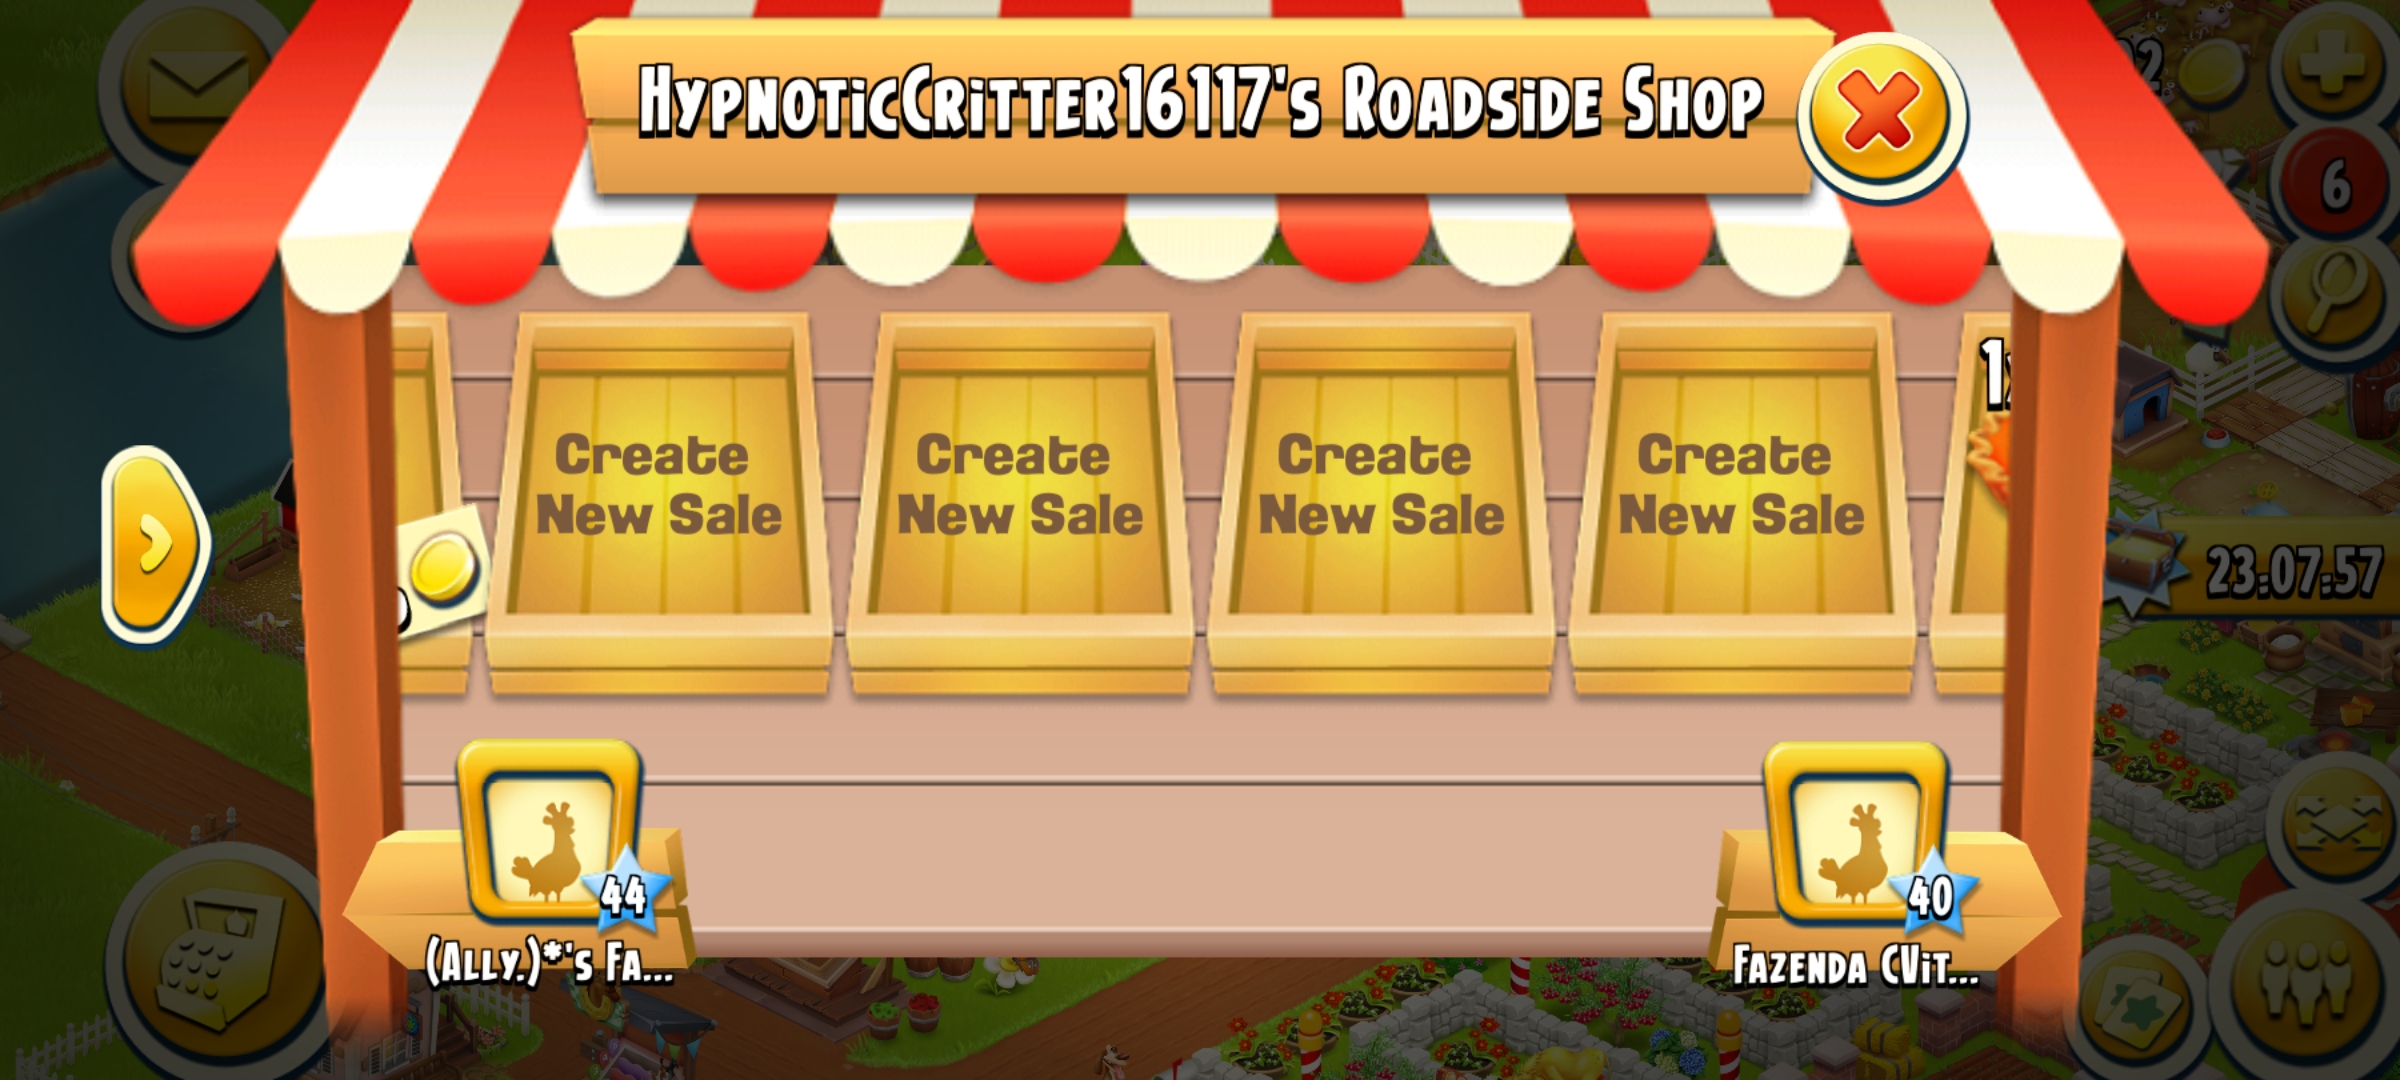 HypnoticCritter16117's Roadside Shop
6
1x
Create
New Sale
Create
New Sale
Create
New Sale
Create
New Sale
23:07:57
44
(Ally.)*'s Fa...
40
Fazenda CVit...